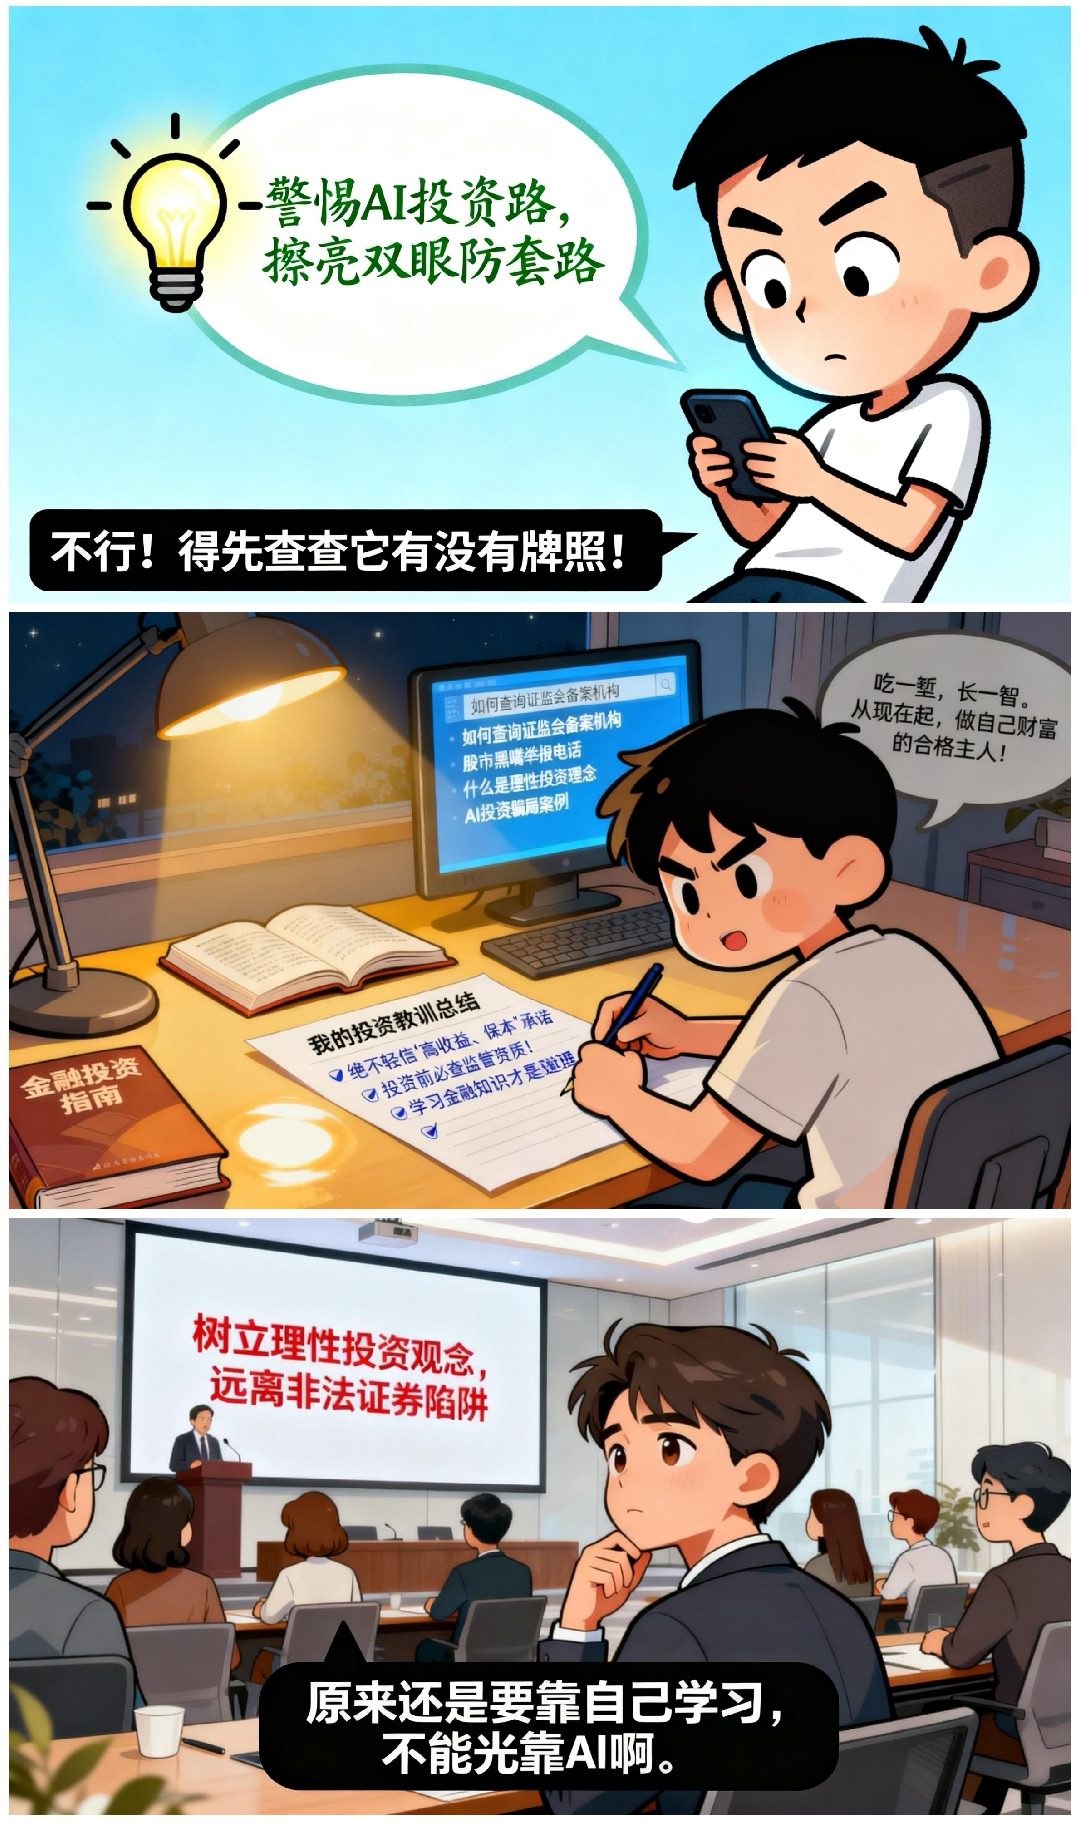 警惕AI投资路，
擦亮双眼防套路
不行！得先查查它有没有牌照！
如何查询证监会备案机构
如何查询证监会备案机构
股市黑嘴举报电话
什么是理性投资理念
AI投资骗局案例
吃一堑，长一智。
从现在起，做自己财富
的合格主人！
我的投资教训总结
绝不轻信"高收益、保本"承诺
投资前必查监管资质！
学习金融知识才是
金融投资
指南
树立理性投资观念，
远离非法证券陷阱
原来还是要靠自己学习，
不能光靠AI啊。